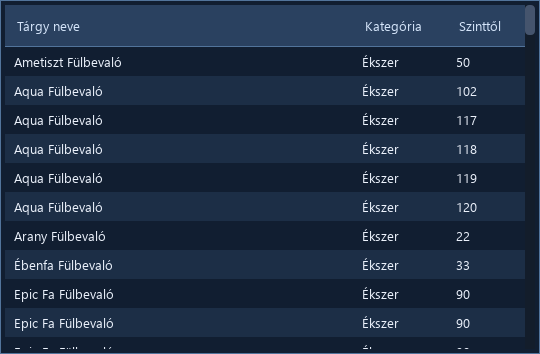 Tárgy neve Kategória Szinttől
Ametiszt Fülbevaló Ékszer 50
Aqua Fülbevaló Ékszer 102
Aqua Fülbevaló Ékszer 117
Aqua Fülbevaló Ékszer 118
Aqua Fülbevaló Ékszer 119
Aqua Fülbevaló Ékszer 120
Arany Fülbevaló Ékszer 22
Ébenfa Fülbevaló Ékszer 33
Epic Fa Fülbevaló Ékszer 90
Epic Fa Fülbevaló Ékszer 90